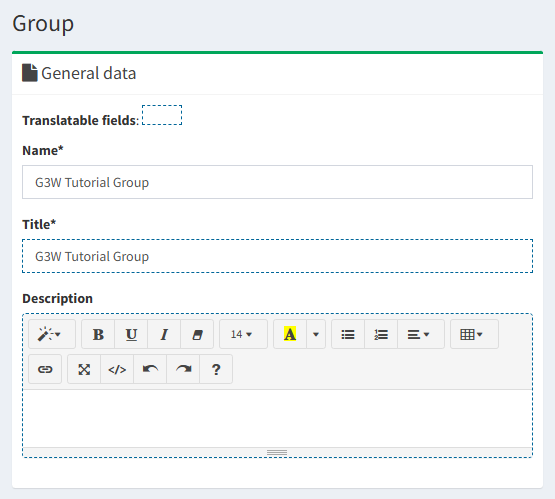 Group
General data
Translatable fields:
Name*
G3W Tutorial Group
Title*
G3W Tutorial Group
Description
B U I 14 A
</> ?